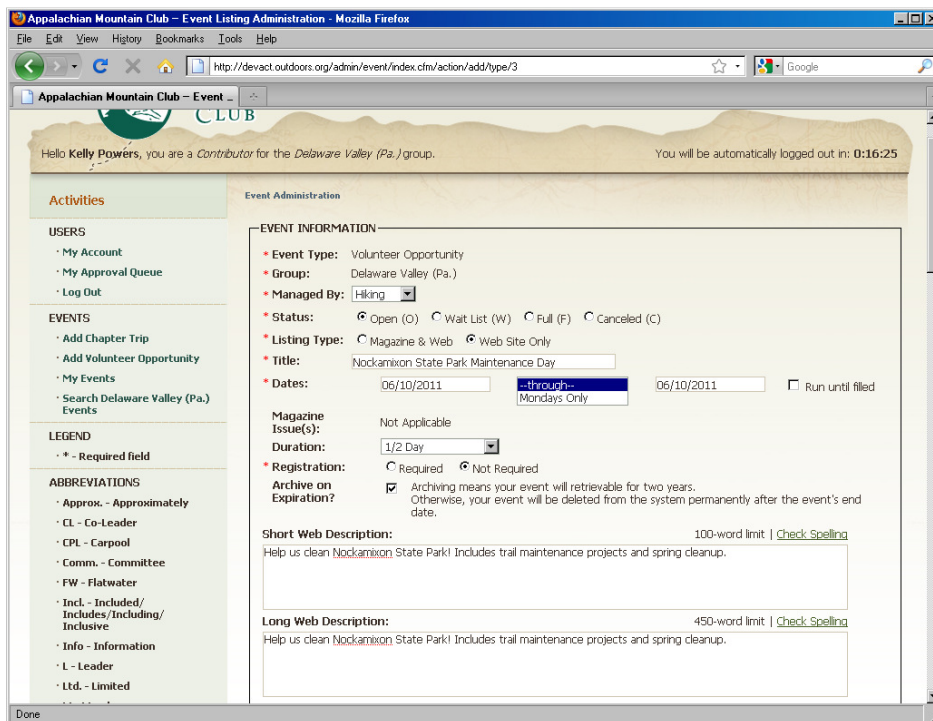 Appalachian Mountain Club – Event Listing Administration - Mozilla Firefox
File Edit View History Bookmarks Tools Help
http://devact.outdoors.org/admin/event/index.cfm/action/add/type/3
Google
Appalachian Mountain Club – Event ...
CLUB
Hello Kelly Powers, you are a Contributor for the Delaware Valley (Pa.) group.
You will be automatically logged out in: 0:16:25
Activities
USERS
· My Account
· My Approval Queue
· Log Out
EVENTS
· Add Chapter Trip
· Add Volunteer Opportunity
· My Events
· Search Delaware Valley (Pa.)
Events
LEGEND
· * - Required field
ABBREVIATIONS
· Approx. - Approximately
· CL - Co-Leader
· CPL - Carpool
· Comm. - Committee
· FW - Flatwater
· Incl. - Included/
Includes/Including/
Inclusive
· Info - Information
· L - Leader
· Ltd. - Limited
Event Administration
EVENT INFORMATION
* Event Type: Volunteer Opportunity
* Group: Delaware Valley (Pa.)
* Managed By: Hiking
* Status: Open (O) Wait List (W) Full (F) Canceled (C)
* Listing Type: Magazine & Web Web Site Only
* Title: Nockamixon State Park Maintenance Day
* Dates: 06/10/2011 --through-- 06/10/2011 Run until filled
Mondays Only
Magazine
Issue(s): Not Applicable
Duration: 1/2 Day
* Registration: Required Not Required
Archive on
Expiration?
Archiving means your event will retrievable for two years.
Otherwise, your event will be deleted from the system permanently after the event's end
date.
Short Web Description: 100-word limit | Check Spelling
Help us clean Nockamixon State Park! Includes trail maintenance projects and spring cleanup.
Long Web Description: 450-word limit | Check Spelling
Help us clean Nockamixon State Park! Includes trail maintenance projects and spring cleanup.
Done